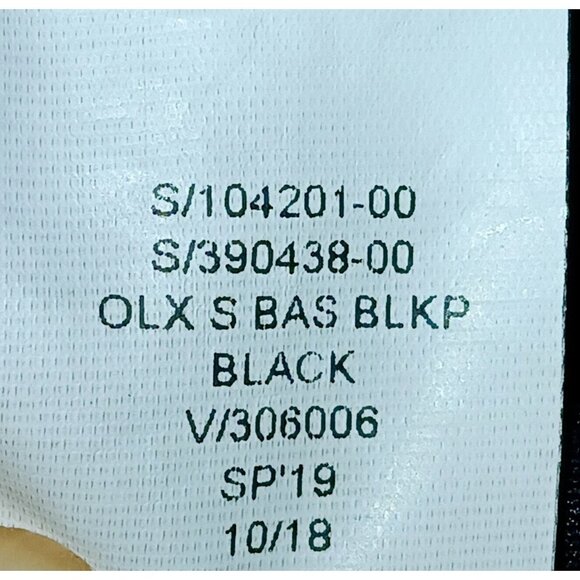 S/104201-00
S/390438-00
OLX S BAS BLKP
BLACK
V/306006
SP'19
10/18